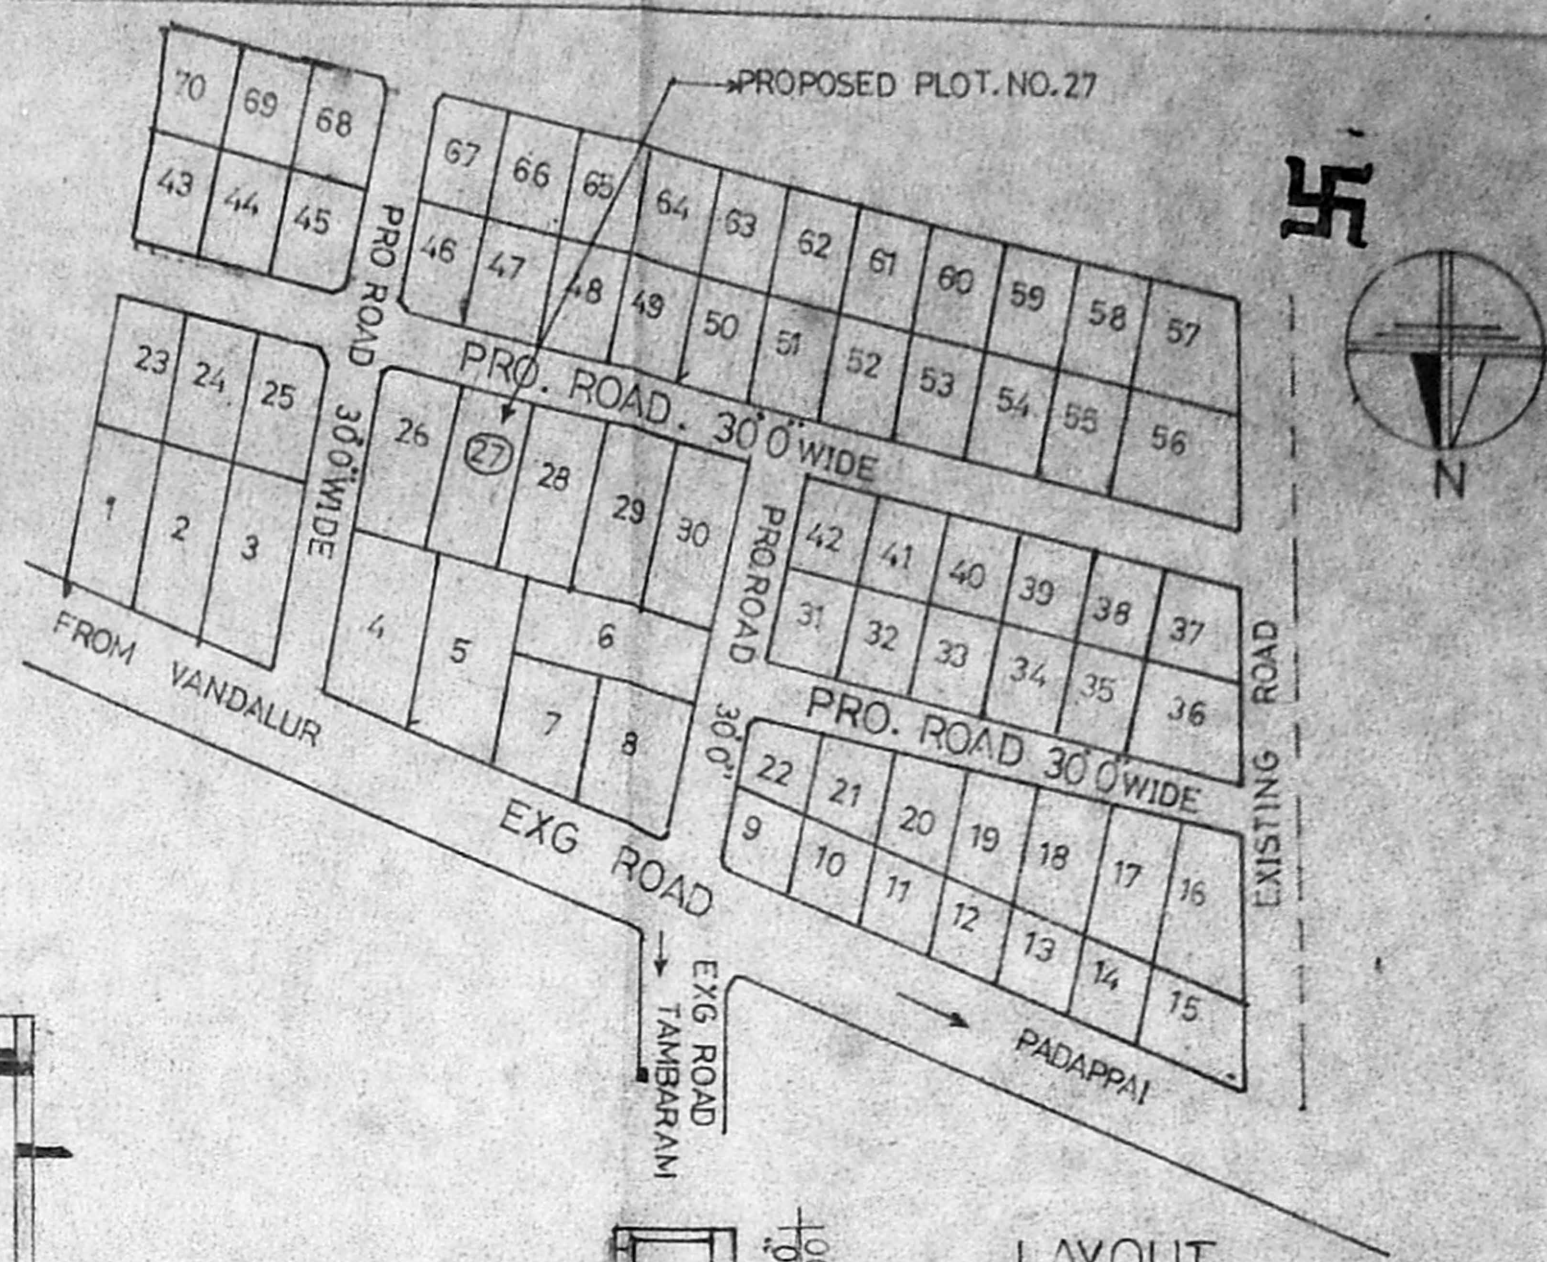 PROPOSED PLOT.NO.27
70 69 68
43 44 45
67 66 65 64 63 62 61 60 59 58 57
46 47 48 49 50 51 52 53 54 55 56
PRO ROAD 30'0"WIDE
PRO. ROAD. 30'0"WIDE
23 24 25
1 2 3
26 27 28 29 30
4 5 6
7 8
PRO.ROAD 30'0"
42 41 40 39 38 37
31 32 33 34 35 36
PRO. ROAD 30'0"WIDE
22 21 20 19 18 17 16
9 10 11 12 13 14 15
EXISTING ROAD
N
FROM VANDALUR
EXG ROAD
EXG ROAD
TAMBARAM
PADAPPAI
LAYOUT